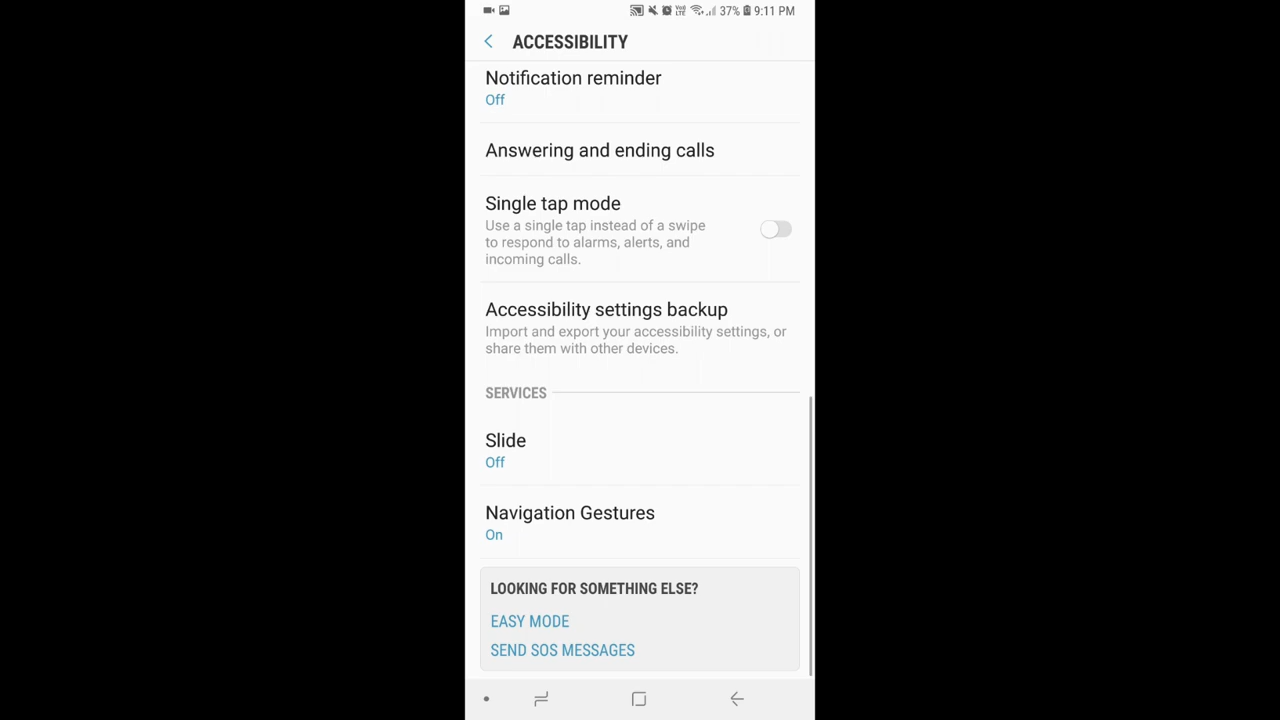 VoD LTE 37% 9:11 PM
ACCESSIBILITY
Notification reminder
Off
Answering and ending calls
Single tap mode
Use a single tap instead of a swipe
to respond to alarms, alerts, and
incoming calls.
Accessibility settings backup
Import and export your accessibility settings, or
share them with other devices.
SERVICES
Slide
Off
Navigation Gestures
On
LOOKING FOR SOMETHING ELSE?
EASY MODE
SEND SOS MESSAGES